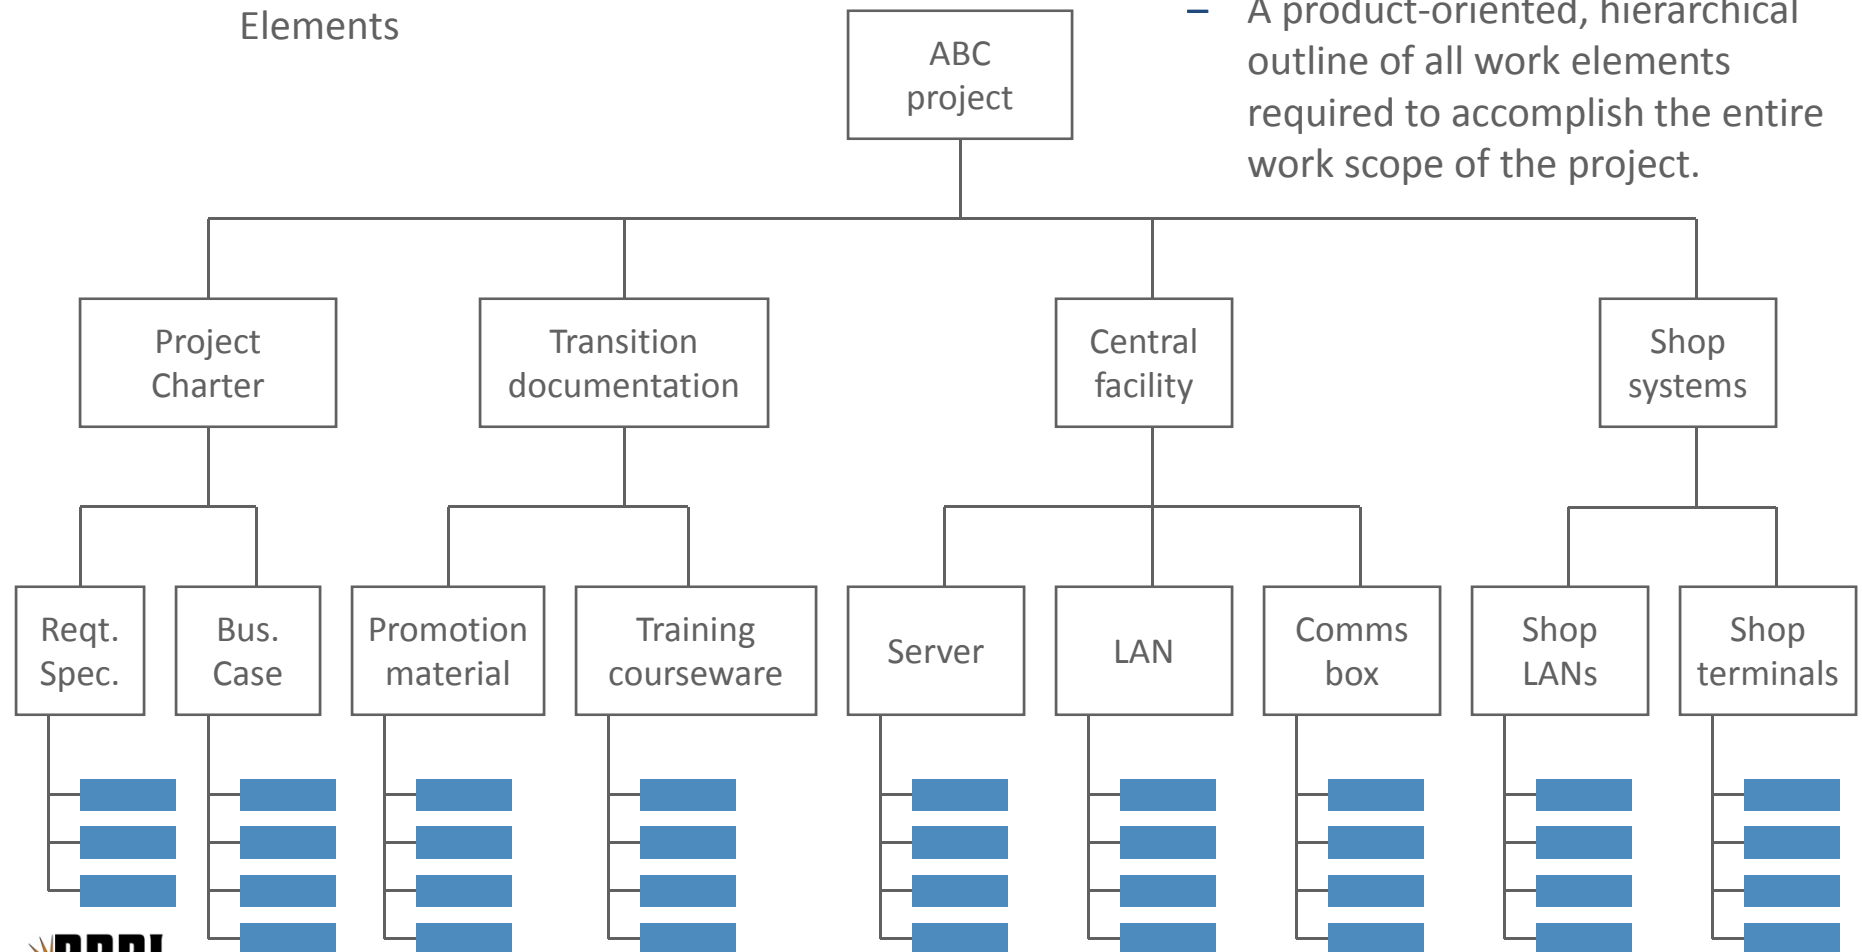 Elements
– A product-oriented, hierarchical
outline of all work elements
required to accomplish the entire
work scope of the project.
ABC
project
Project
Charter
Transition
documentation
Central
facility
Shop
systems
Reqt.
Spec.
Bus.
Case
Promotion
material
Training
courseware
Server
LAN
Comms
box
Shop
LANs
Shop
terminals